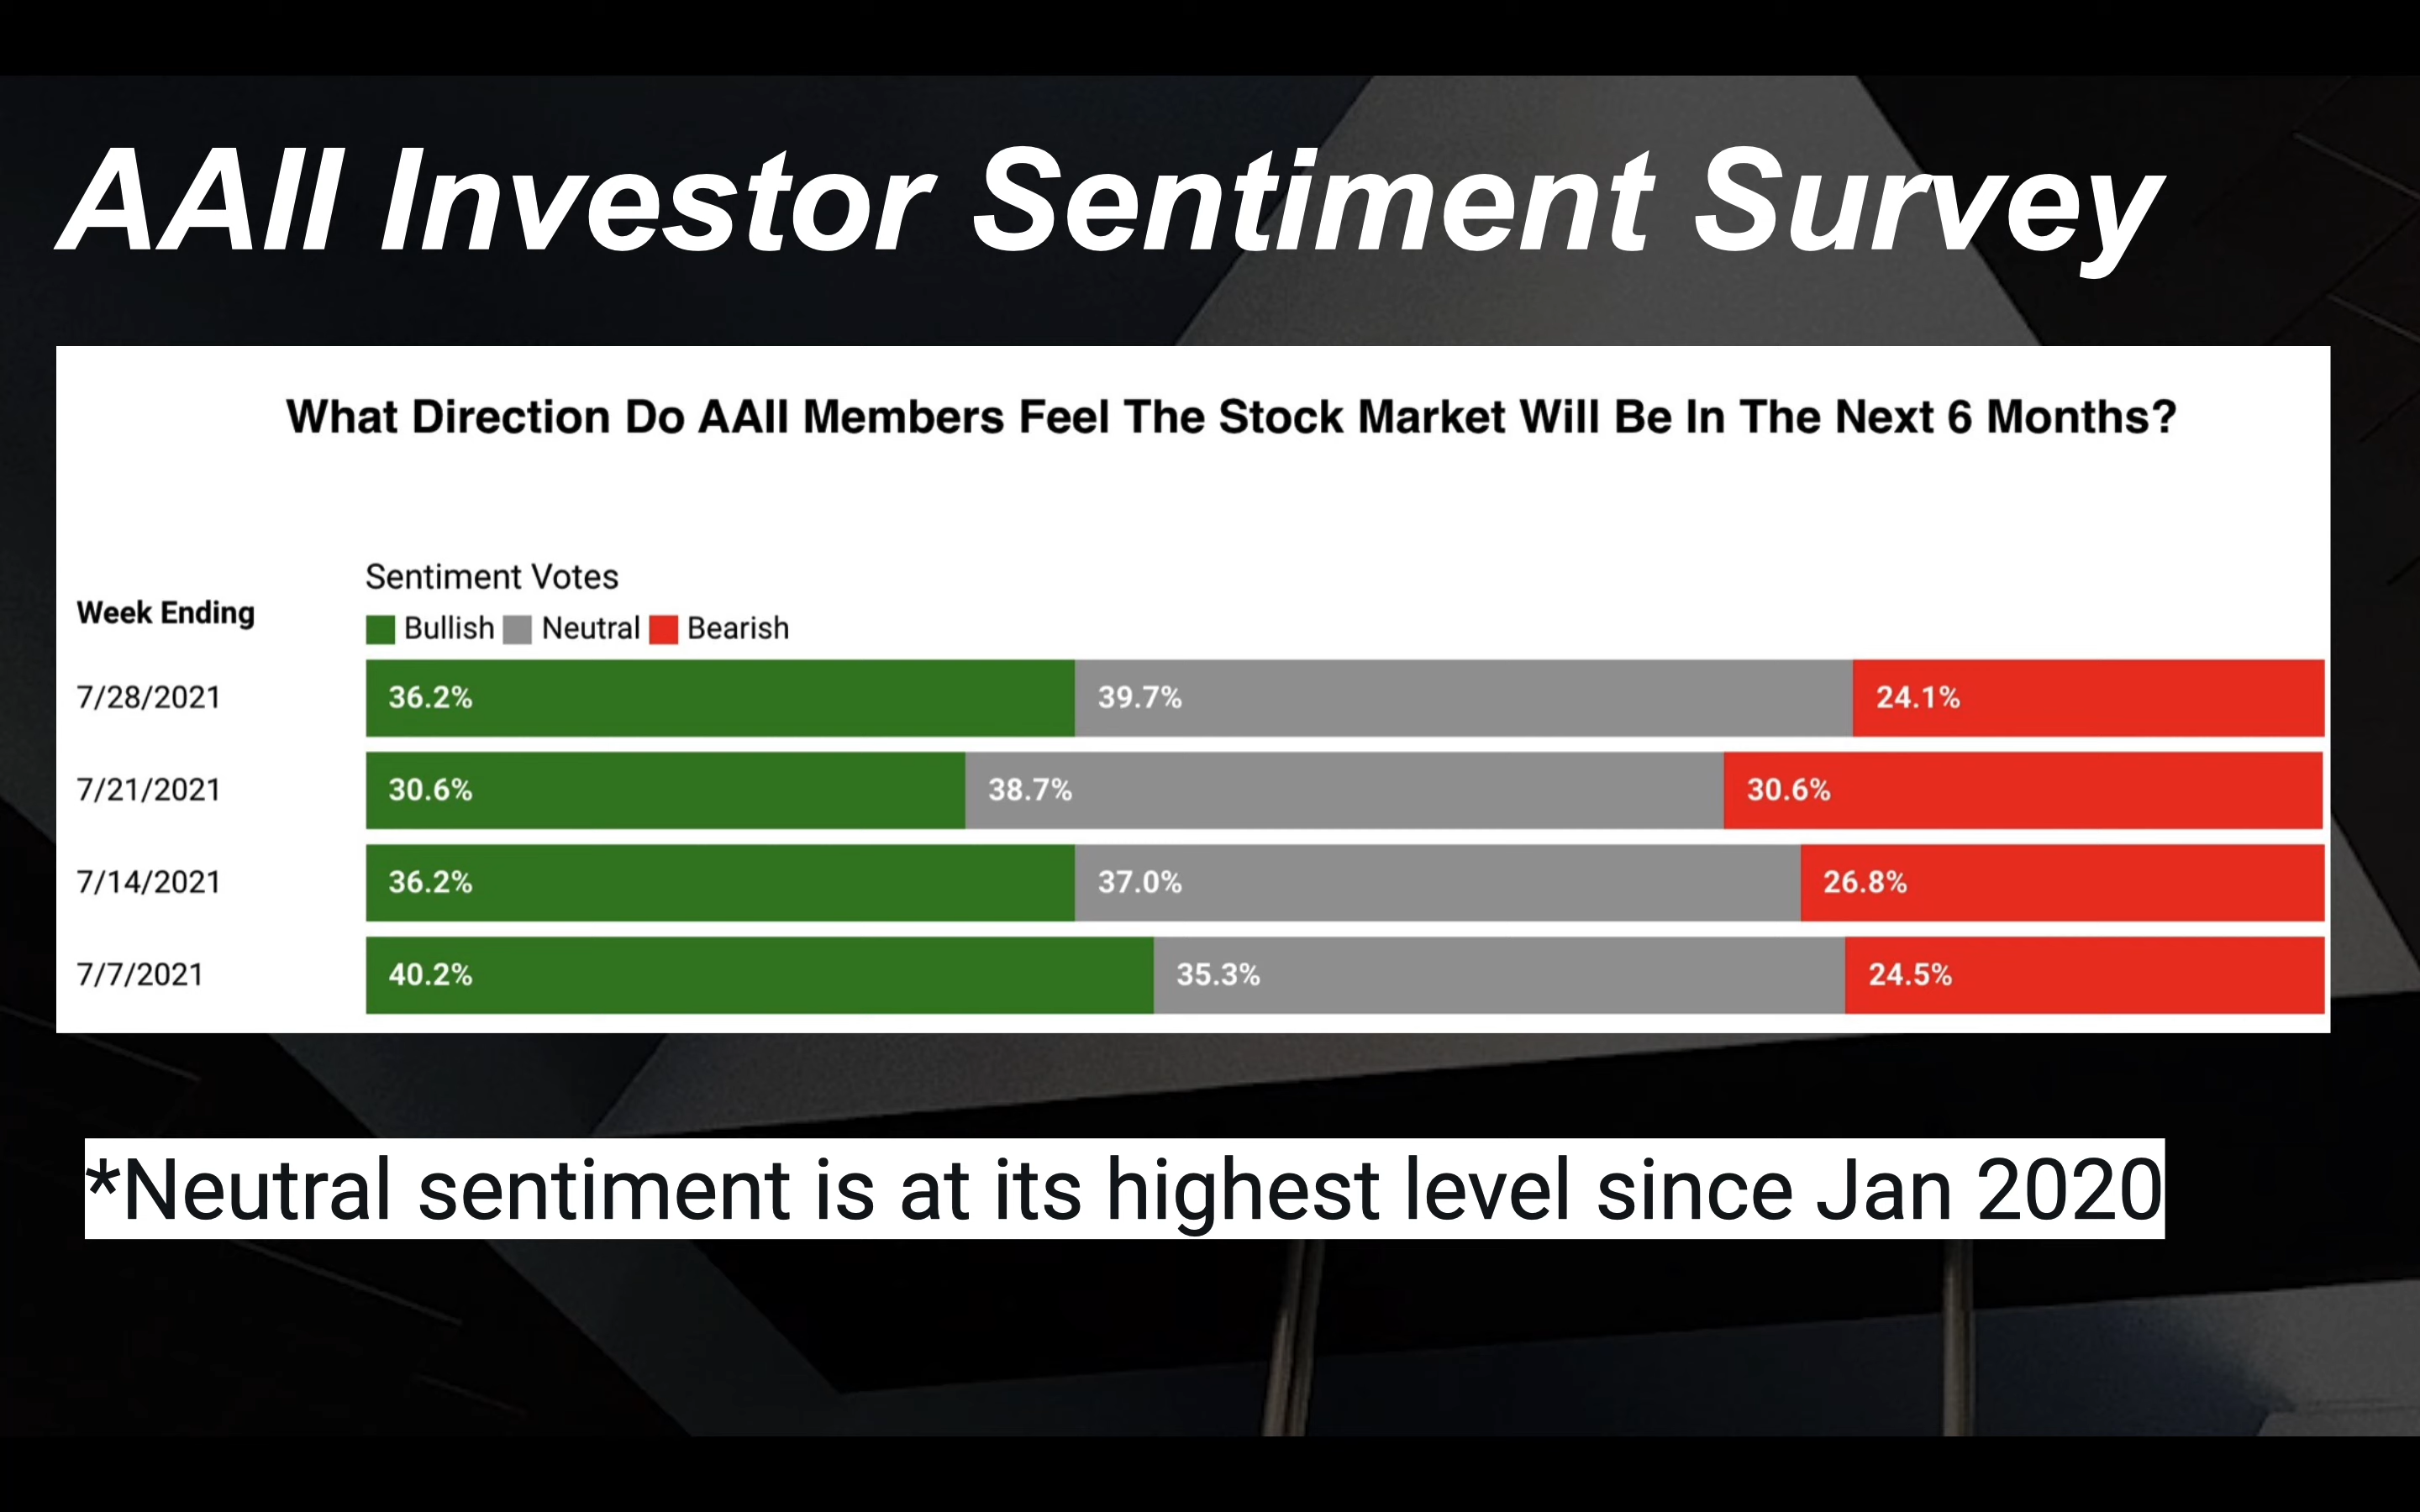 AAII Investor Sentiment Survey
What Direction Do AAII Members Feel The Stock Market Will Be In The Next 6 Months?
Sentiment Votes
Week Ending
Bullish Neutral Bearish
7/28/2021 36.2% 39.7% 24.1%
7/21/2021 30.6% 38.7% 30.6%
7/14/2021 36.2% 37.0% 26.8%
7/7/2021 40.2% 35.3% 24.5%
*Neutral sentiment is at its highest level since Jan 2020